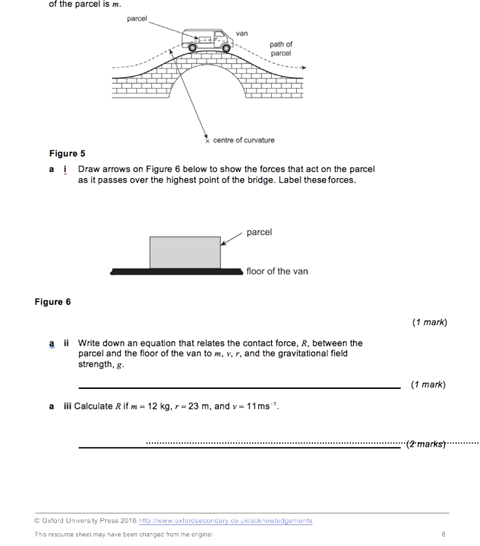 of the parcel is m.
parcel
van
path of
parcel
× centre of curvature
Figure 5
a i Draw arrows on Figure 6 below to show the forces that act on the parcel
as it passes over the highest point of the bridge. Label these forces.
parcel
floor of the van
Figure 6
(1 mark)
a ii Write down an equation that relates the contact force, R, between the
parcel and the floor of the van to m, v, r, and the gravitational field
strength, g.
(1 mark)
a iii Calculate R if m = 12 kg, r = 23 m, and v = 11ms⁻¹.
(2 marks)
© Oxford University Press 2016 http://www.oxfordsecondary.co.uk/acknowledgements
This resource sheet may have been changed from the original
8